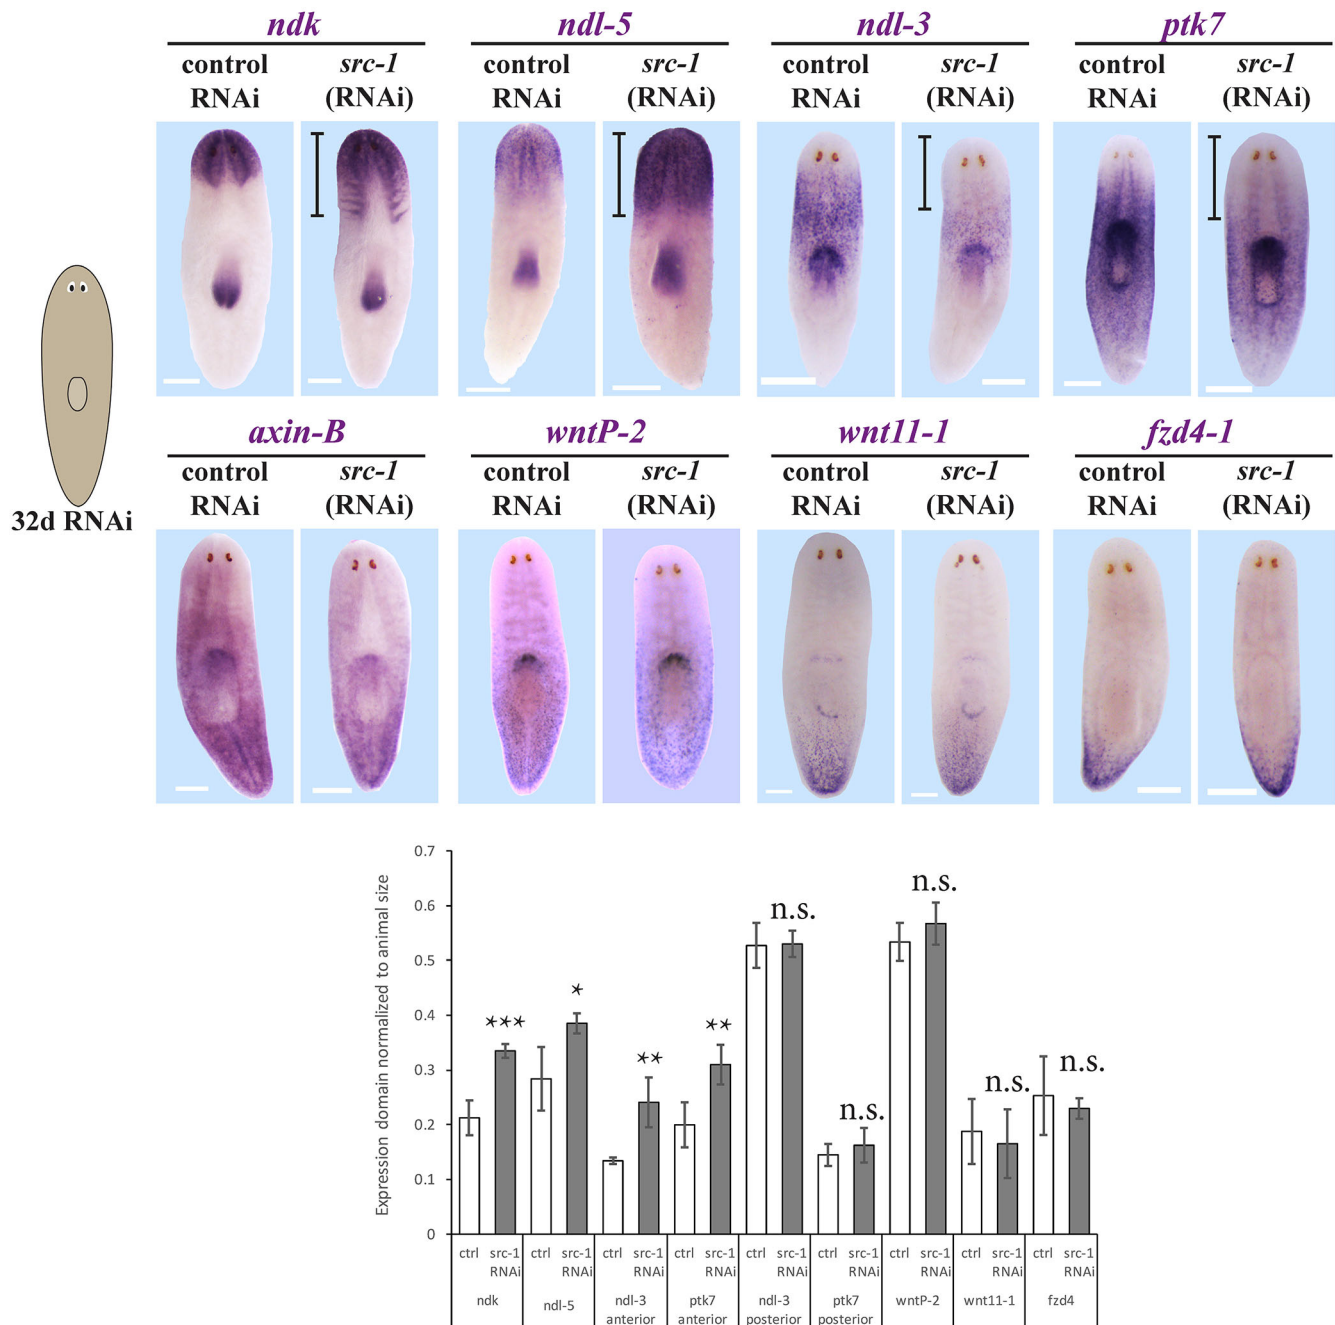 ndk ndl-5 ndl-3 ptk7
control src-1 control src-1 control src-1 control src-1
RNAi (RNAi) RNAi (RNAi) RNAi (RNAi) RNAi (RNAi)
axin-B wntP-2 wnt11-1 fzd4-1
control src-1 control src-1 control src-1 control src-1
RNAi (RNAi) RNAi (RNAi) RNAi (RNAi) RNAi (RNAi)
32d RNAi
Expression domain normalized to animal size
0.7
0.6
0.5
0.4
0.3
0.2
0.1
0
*** * ** ** n.s. n.s. n.s. n.s. n.s.
ctrl src-1 ctrl src-1 ctrl src-1 ctrl src-1 ctrl src-1 ctrl src-1 ctrl src-1 ctrl src-1 ctrl src-1
RNAi RNAi RNAi RNAi RNAi RNAi RNAi RNAi RNAi
ndk ndl-5 ndl-3 ptk7 ndl-3 ptk7 wntP-2 wnt11-1 fzd4
anterior anterior posterior posterior